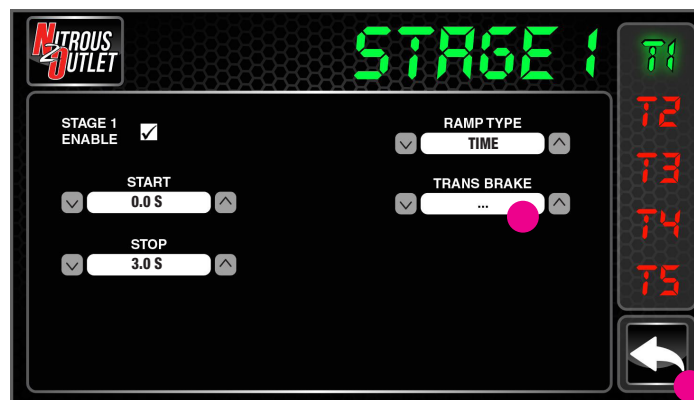 NITROUS
2
OUTLET
STAGE 1
T1
T2
T3
T4
T5
STAGE 1
ENABLE
RAMP TYPE
TIME
START
0.0 S
TRANS BRAKE
...
STOP
3.0 S